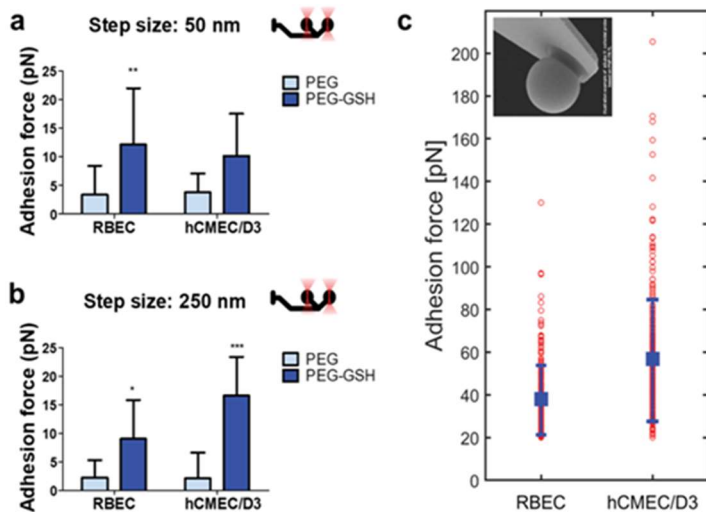 a
Step size: 50 nm
Adhesion force (pN)
25
20
15
10
5
0
**
PEG
PEG-GSH
RBEC
hCMEC/D3
b
Step size: 250 nm
Adhesion force (pN)
25
20
15
10
5
0
*
***
PEG
PEG-GSH
RBEC
hCMEC/D3
c
Adhesion force [pN]
200
180
160
140
120
100
80
60
40
20
0
RBEC
hCMEC/D3